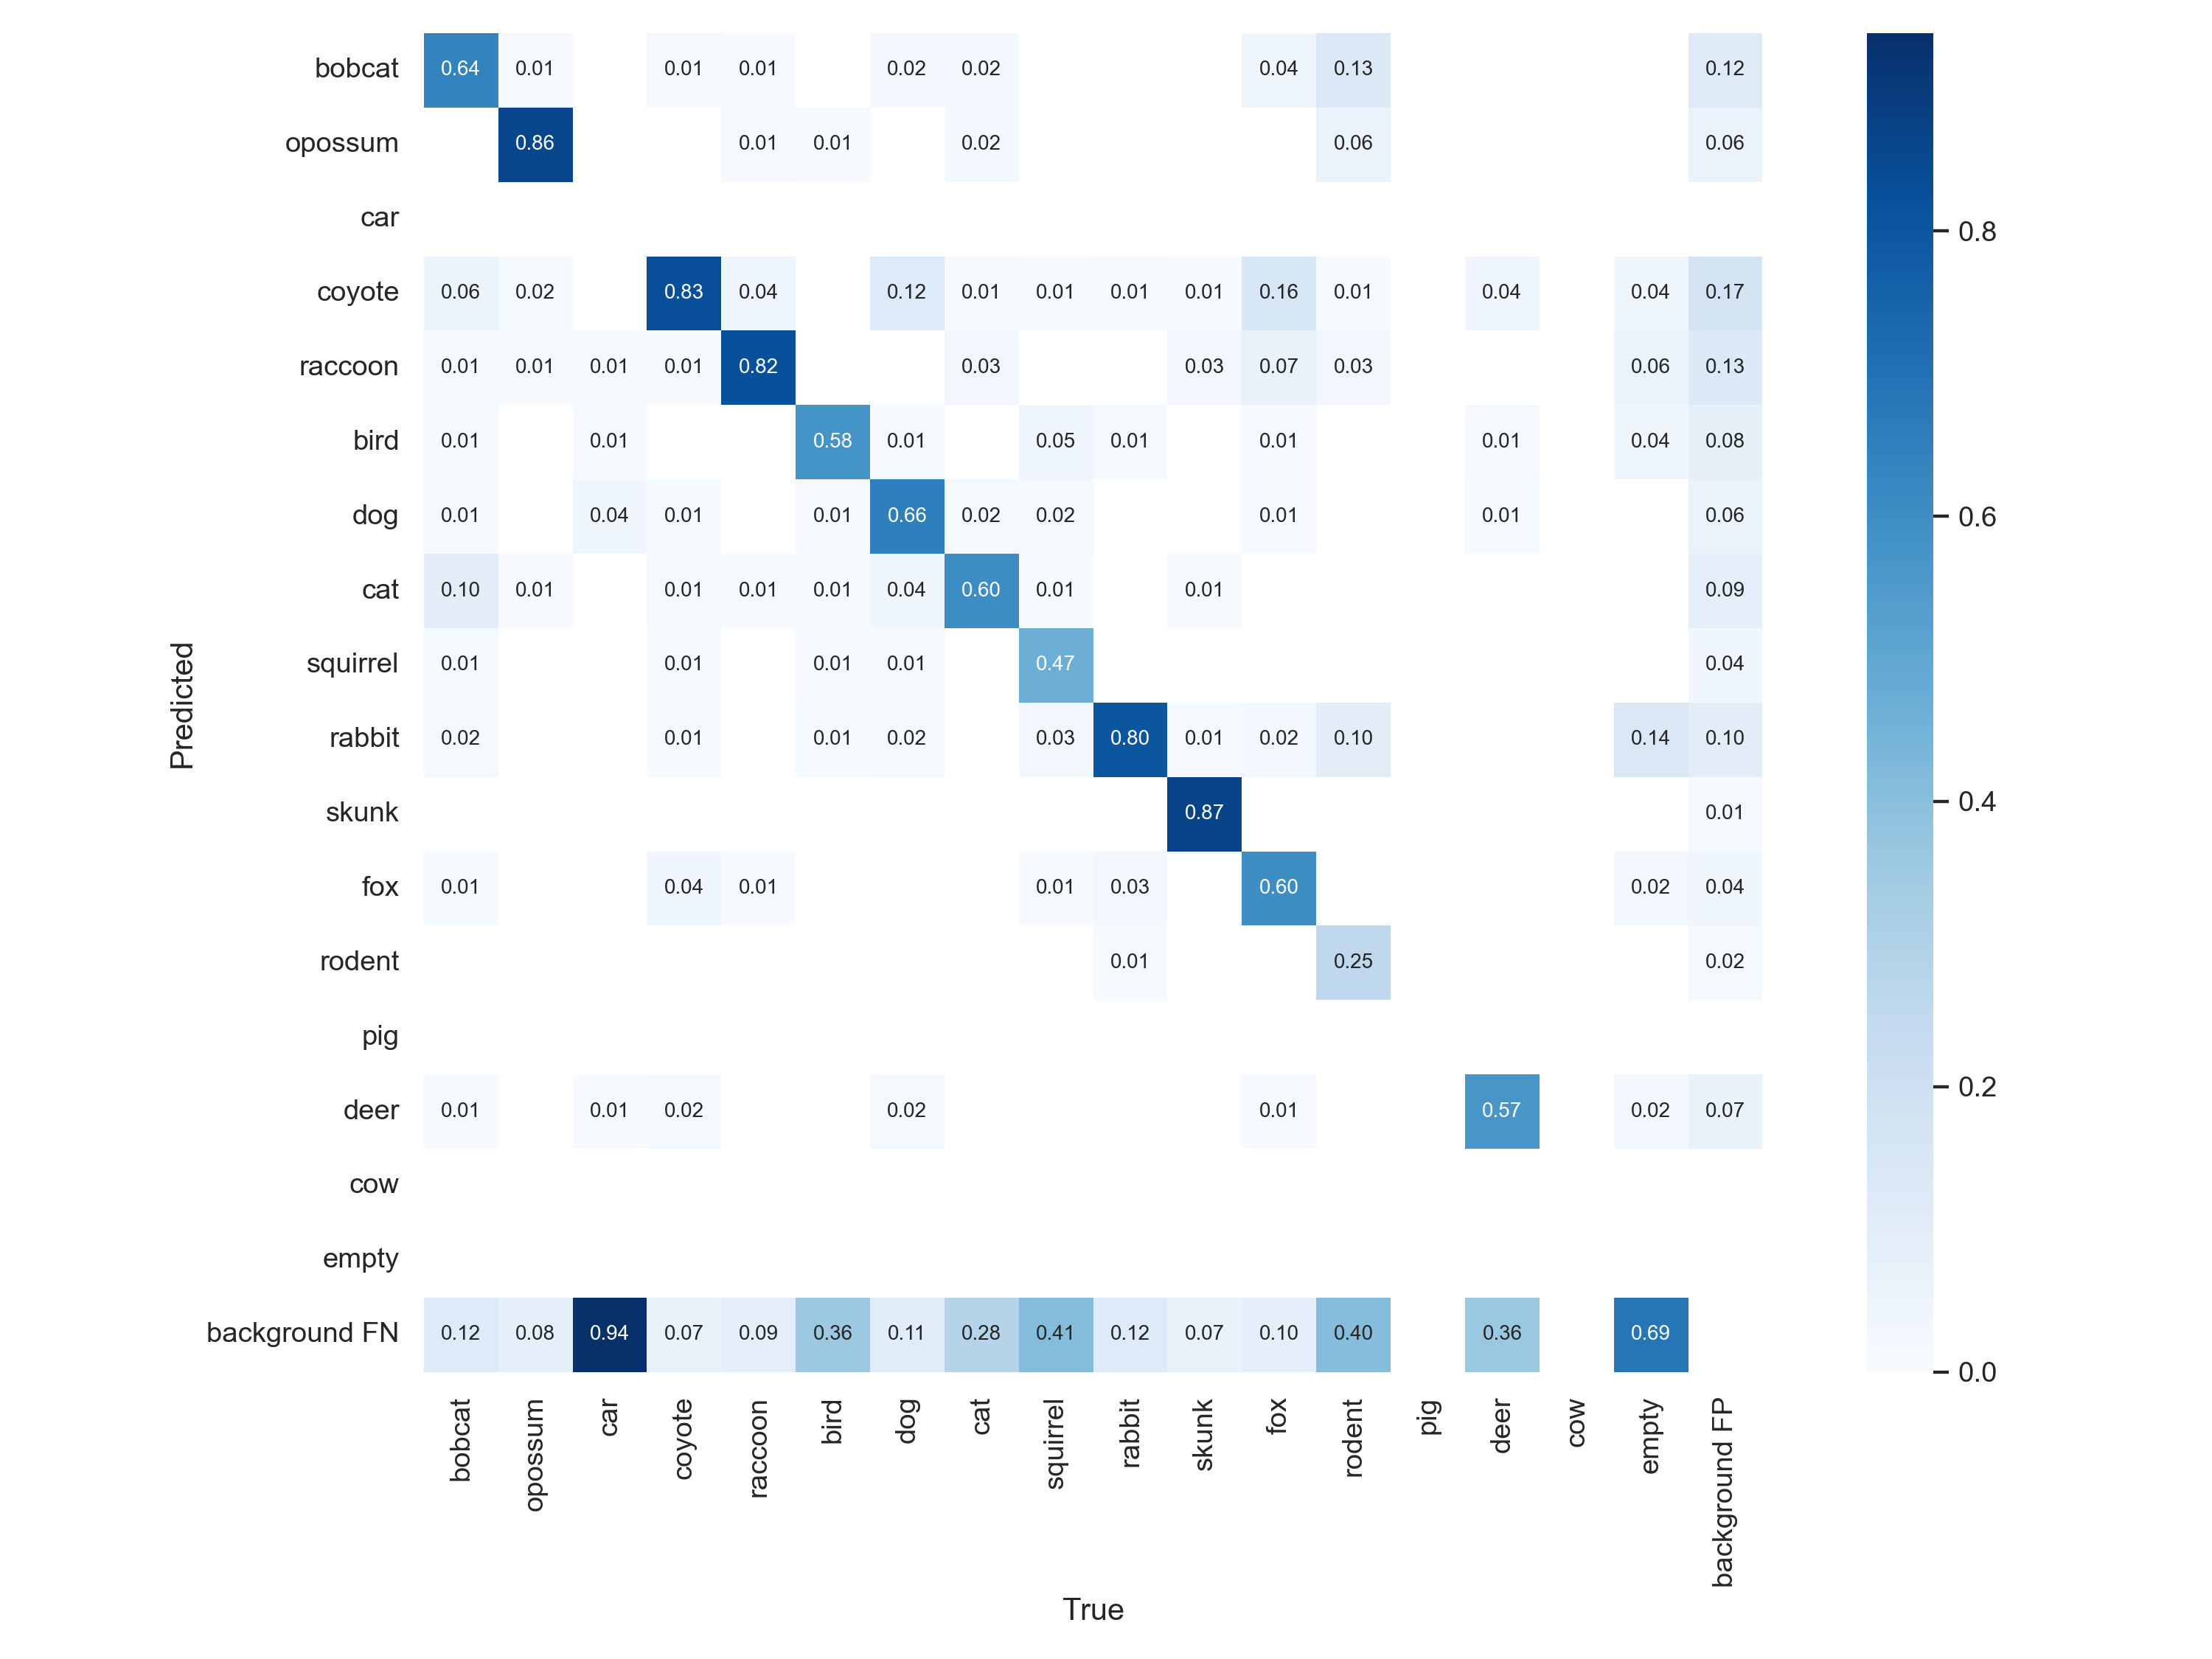 bobcat 0.64 0.01 0.01 0.01 0.02 0.02 0.04 0.13 0.12
opossum 0.86 0.01 0.01 0.02 0.06 0.06
car
coyote 0.06 0.02 0.83 0.04 0.12 0.01 0.01 0.01 0.01 0.16 0.01 0.04 0.04 0.17
raccoon 0.01 0.01 0.01 0.01 0.82 0.03 0.03 0.07 0.03 0.06 0.13
bird 0.01 0.01 0.58 0.01 0.05 0.01 0.01 0.01 0.04 0.08
dog 0.01 0.04 0.01 0.01 0.66 0.02 0.02 0.01 0.01 0.06
cat 0.10 0.01 0.01 0.01 0.01 0.04 0.60 0.01 0.01 0.09
squirrel 0.01 0.01 0.01 0.01 0.47 0.04
rabbit 0.02 0.01 0.01 0.02 0.03 0.80 0.01 0.02 0.10 0.14 0.10
skunk 0.87 0.01
fox 0.01 0.04 0.01 0.01 0.03 0.60 0.02 0.04
rodent 0.01 0.25 0.02
pig
deer 0.01 0.01 0.02 0.02 0.01 0.57 0.02 0.07
cow
empty
background FN 0.12 0.08 0.94 0.07 0.09 0.36 0.11 0.28 0.41 0.12 0.07 0.10 0.40 0.36 0.69
Predicted
bobcat opossum car coyote raccoon bird dog cat squirrel rabbit skunk fox rodent pig deer cow empty background FP
True
0.8
0.6
0.4
0.2
0.0